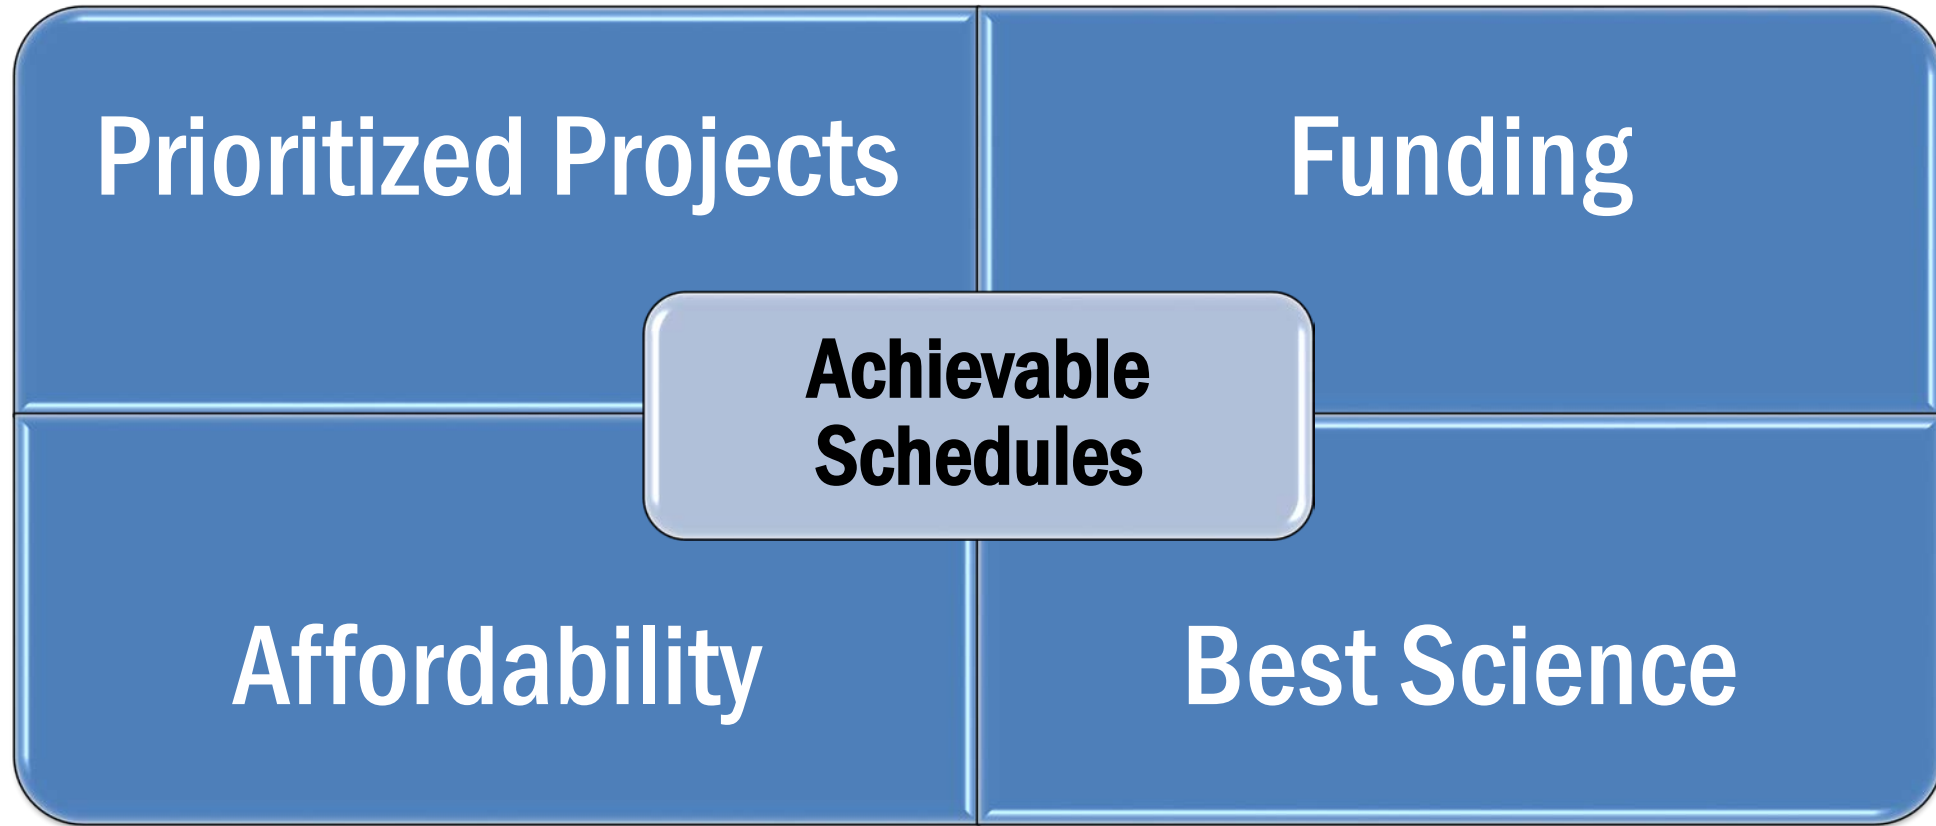 Prioritized Projects
Funding
Achievable
Schedules
Affordability
Best Science